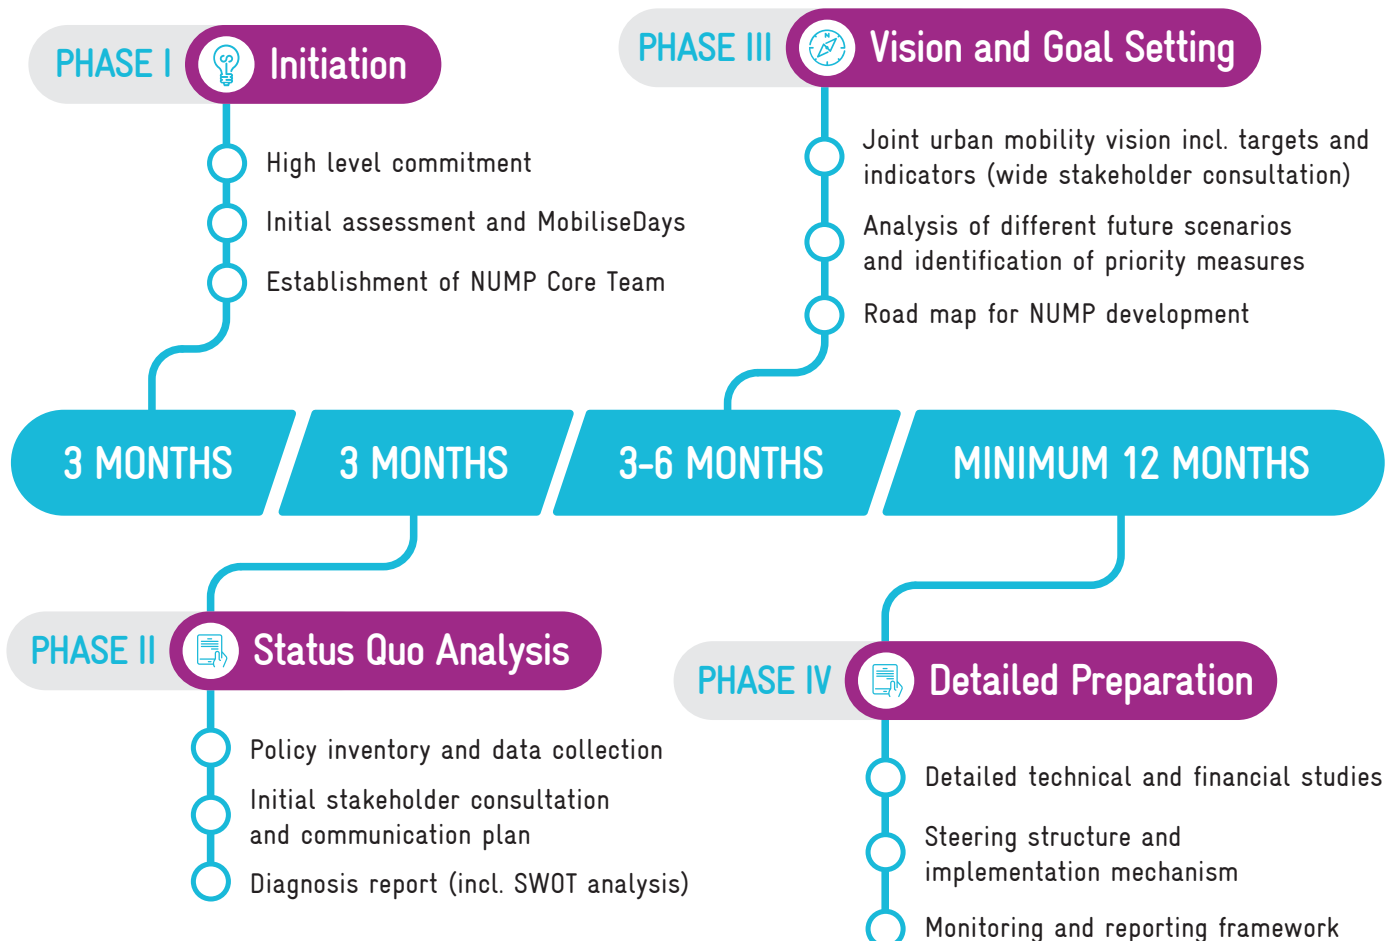 PHASE I
Initiation
High level commitment
Initial assessment and MobiliseDays
Establishment of NUMP Core Team
PHASE III
Vision and Goal Setting
Joint urban mobility vision incl. targets and
indicators (wide stakeholder consultation)
Analysis of different future scenarios
and identification of priority measures
Road map for NUMP development
3 MONTHS
3 MONTHS
3-6 MONTHS
MINIMUM 12 MONTHS
PHASE II
Status Quo Analysis
Policy inventory and data collection
Initial stakeholder consultation
and communication plan
Diagnosis report (incl. SWOT analysis)
PHASE IV
Detailed Preparation
Detailed technical and financial studies
Steering structure and
implementation mechanism
Monitoring and reporting framework